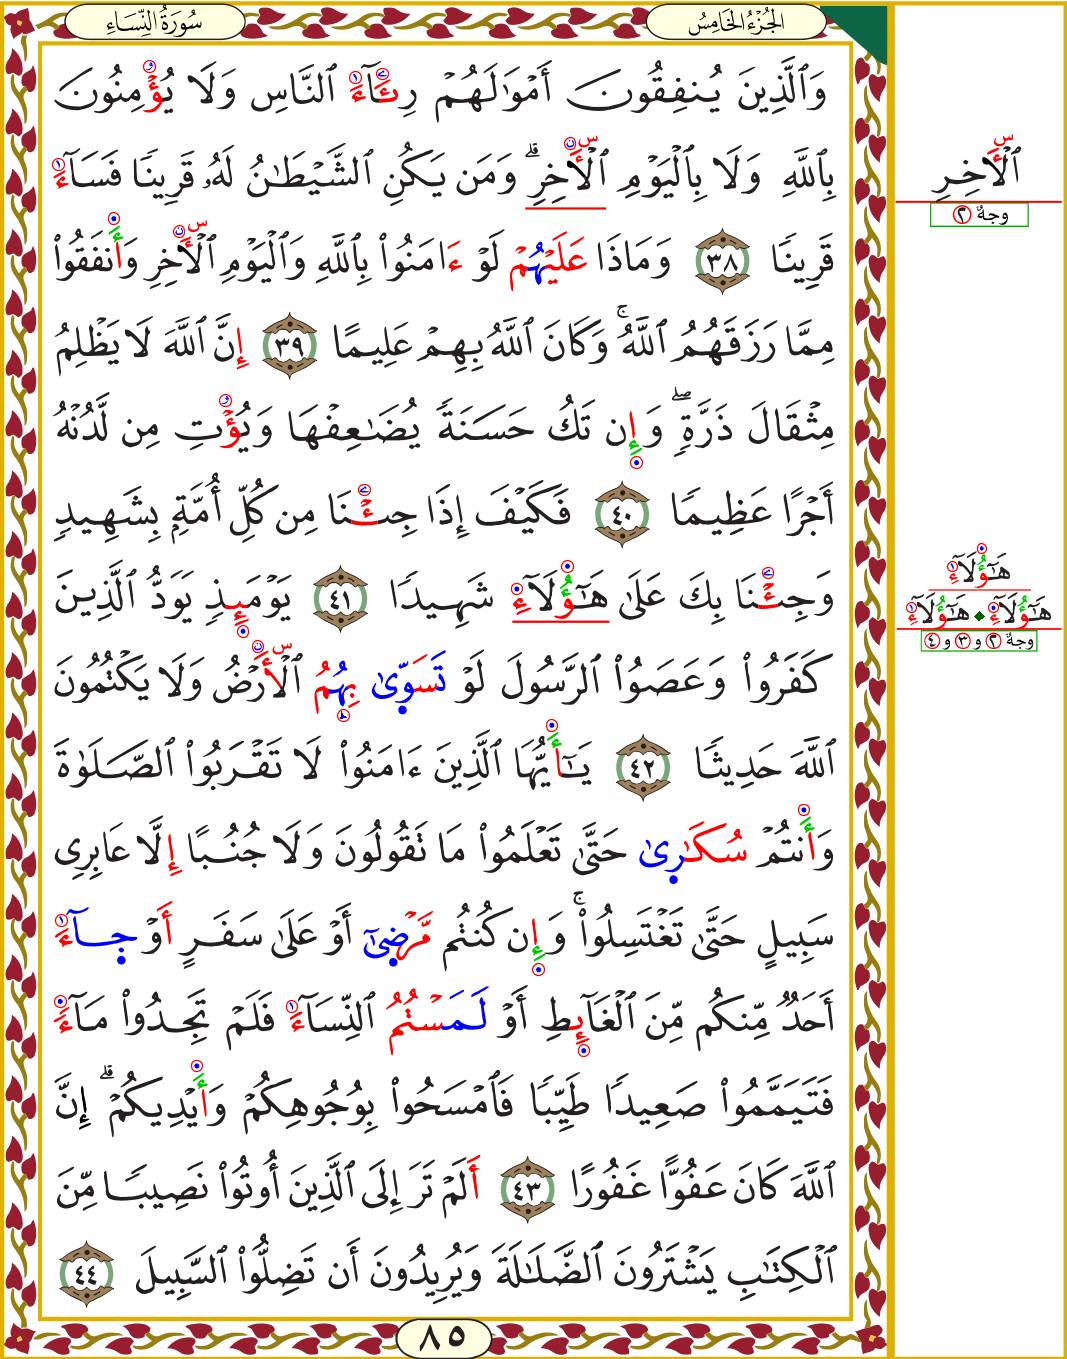 سُورَةُ النِّسَاءِ
الجُزْءُ الخَامِسُ
وَٱلَّذِينَ يُنفِقُونَ أَمْوَٰلَهُمْ رِئَآءَ ٱلنَّاسِ وَلَا يُؤْمِنُونَ
بِٱللَّهِ وَلَا بِٱلْيَوْمِ ٱلْأَخِرِ ۗ وَمَن يَكُنِ ٱلشَّيْطَٰنُ لَهُۥ قَرِينًا فَسَآءَ
قَرِينًا ٣٨ وَمَاذَا عَلَيْهُمْ لَوْ ءَامَنُوا۟ بِٱللَّهِ وَٱلْيَوْمِ ٱلْأَخِرِ وَأَنفَقُوا۟
مِمَّا رَزَقَهُمُ ٱللَّهُ ۚ وَكَانَ ٱللَّهُ بِهِمْ عَلِيمًا ٣٩ إِنَّ ٱللَّهَ لَا يَظْلِمُ
مِثْقَالَ ذَرَّةٍ ۖ وَإِن تَكُ حَسَنَةً يُضَٰعِفْهَا وَيُؤْتِ مِن لَّدُنْهُ
أَجْرًا عَظِيمًا ٤٠ فَكَيْفَ إِذَا جِئْنَا مِن كُلِّ أُمَّةٍۭ بِشَهِيدٍ
وَجِئْنَا بِكَ عَلَىٰ هَٰٓؤُلَآءِ شَهِيدًا ٤١ يَوْمَئِذٍ يَوَدُّ ٱلَّذِينَ
كَفَرُوا۟ وَعَصَوُا۟ ٱلرَّسُولَ لَوْ تَسَوّىٰ بِهُمُ ٱلْأَرْضُ وَلَا يَكْتُمُونَ
ٱللَّهَ حَدِيثًا ٤٢ يَٰٓأَيُّهَا ٱلَّذِينَ ءَامَنُوا۟ لَا تَقْرَبُوا۟ ٱلصَّلَوٰةَ
وَأَنتُمْ سُكَٰرىٰ حَتَّىٰ تَعْلَمُوا۟ مَا تَقُولُونَ وَلَا جُنُبًا إِلَّا عَابِرِى
سَبِيلٍ حَتَّىٰ تَغْتَسِلُوا۟ ۚ وَإِن كُنتُم مَّرْضىٰٓ أَوْ عَلَىٰ سَفَرٍ أَوْ جآءَ
أَحَدٌ مِّنكُم مِّنَ ٱلْغَآئِطِ أَوْ لَمَسْتُمُ ٱلنِّسَآءَ فَلَمْ تَجِدُوا۟ مَآءً
فَتَيَمَّمُوا۟ صَعِيدًا طَيِّبًا فَٱمْسَحُوا۟ بِوُجُوهِكُمْ وَأَيْدِيكُمْ ۗ إِنَّ
ٱللَّهَ كَانَ عَفُوًّا غَفُورًا ٤٣ أَلَمْ تَرَ إِلَى ٱلَّذِينَ أُوتُوا۟ نَصِيبًا مِّنَ
ٱلْكِتَٰبِ يَشْتَرُونَ ٱلضَّلَٰلَةَ وَيُرِيدُونَ أَن تَضِلُّوا۟ ٱلسَّبِيلَ ٤٤
٨٥
ٱلْأَخِرِ
وجهٌ ٢
هَٰٓؤُلَآءِ
هَٰٓؤُلَآءِ ◆ هَٰٓؤُلَآءِ
وجهٌ ٢ و ٣ و ٤